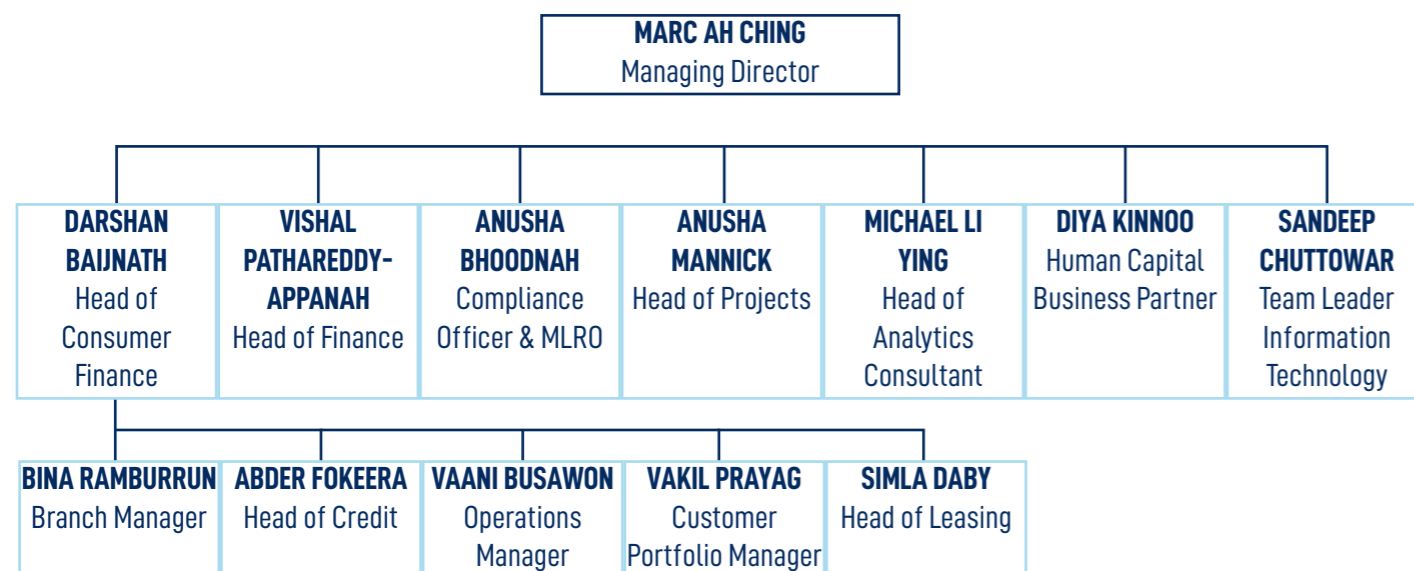 MARC AH CHING
Managing Director
DARSHAN
BAIJNATH
Head of
Consumer
Finance
VISHAL
PATHAREDDY-
APPANAH
Head of Finance
ANUSHA
BHOODNAH
Compliance
Officer & MLRO
ANUSHA
MANNICK
Head of Projects
MICHAEL LI
YING
Head of
Analytics
Consultant
DIYA KINNOO
Human Capital
Business Partner
SANDEEP
CHUTTOWAR
Team Leader
Information
Technology
BINA RAMBURRUN
Branch Manager
ABDER FOKEERA
Head of Credit
VAANI BUSAWON
Operations
Manager
VAKIL PRAYAG
Customer
Portfolio Manager
SIMLA DABY
Head of Leasing